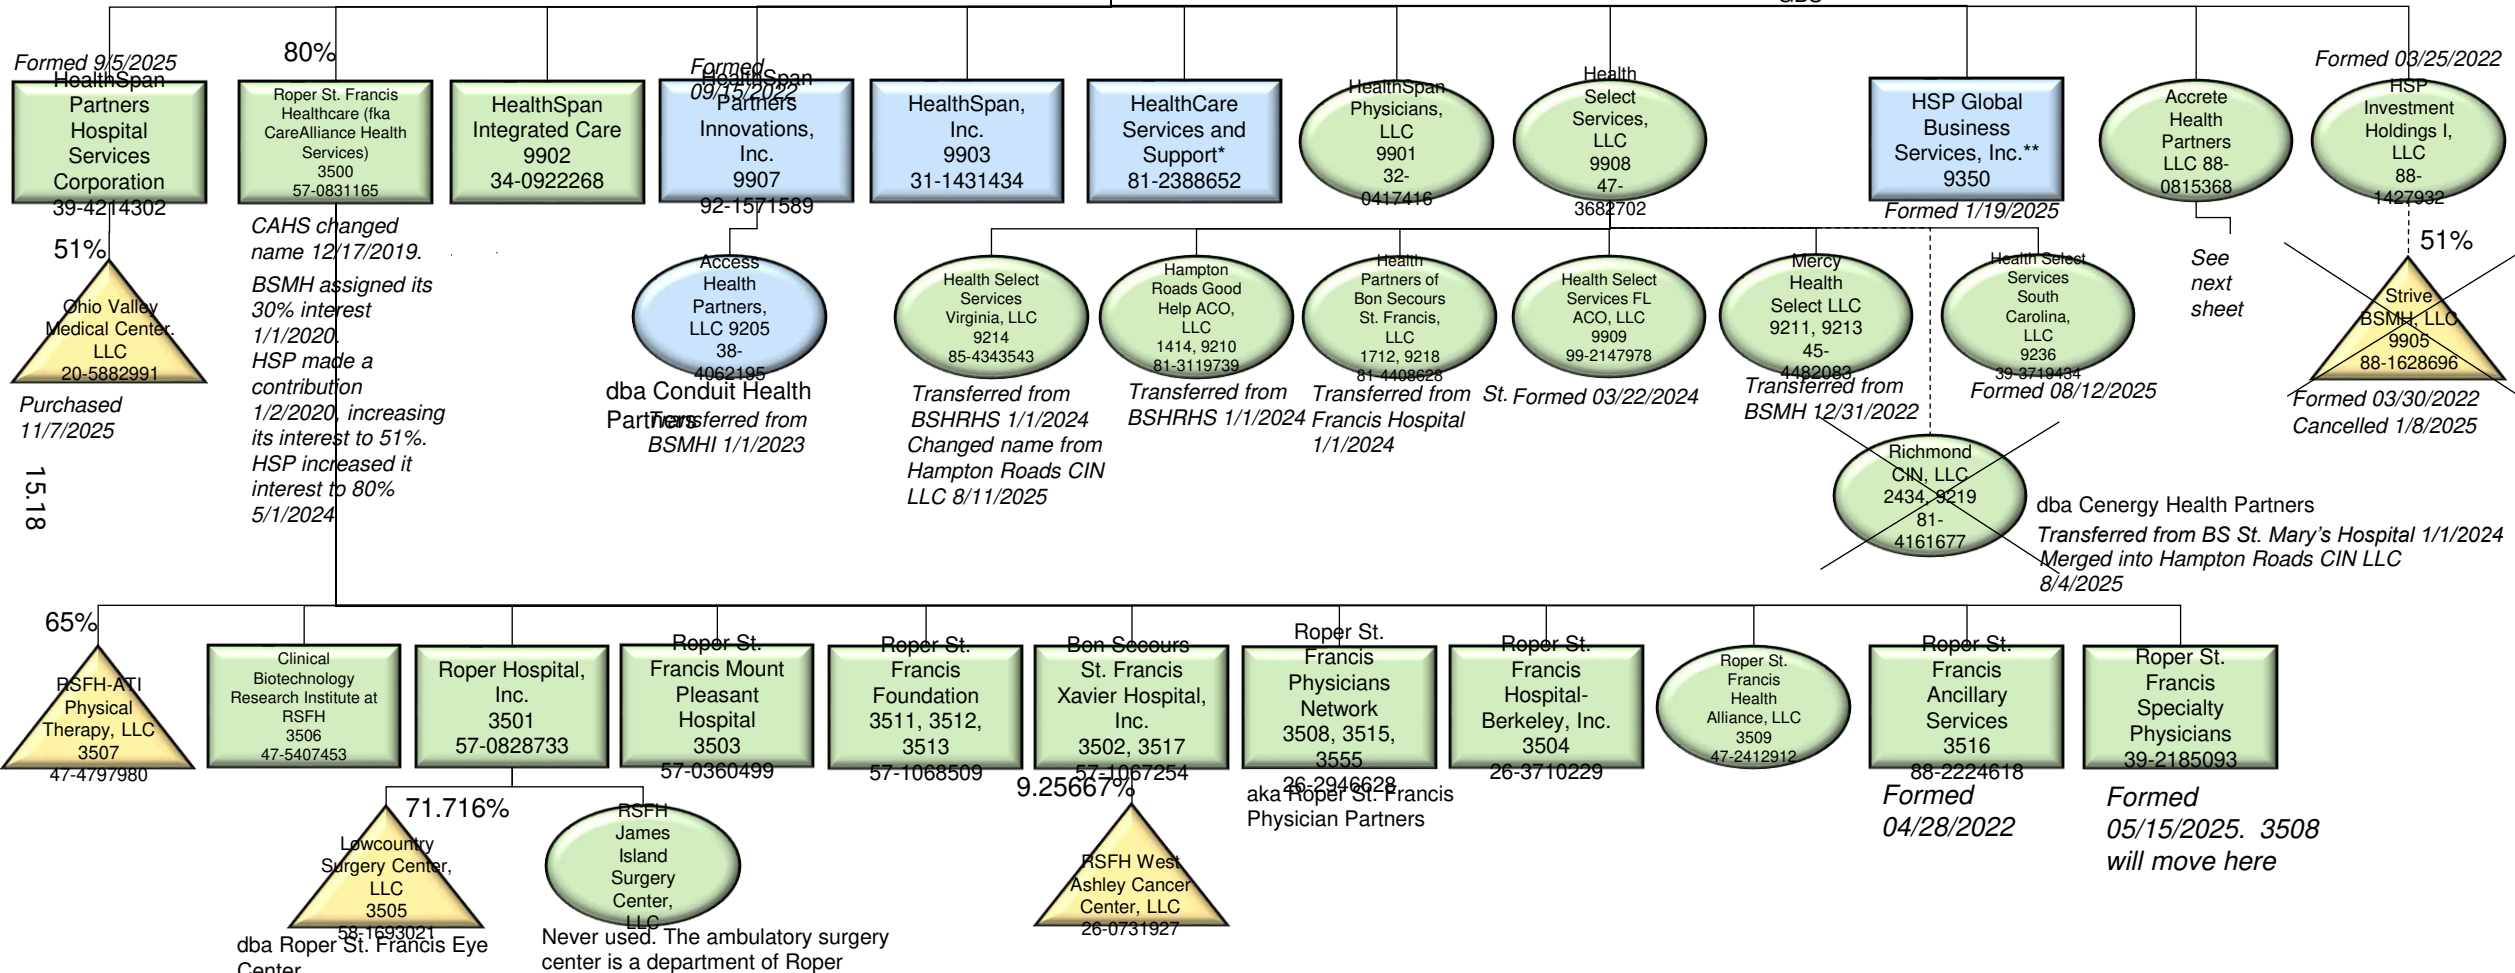 Formed 9/5/2025
HealthSpan
Partners
Hospital
Services
Corporation
39-4214302
51%
Ohio Valley
Medical Center.
LLC
20-5882991
Purchased
11/7/2025
15.18
80%
Roper St. Francis
Healthcare (fka
CareAlliance Health
Services)
3500
57-0831165
CAHS changed
name 12/17/2019.
BSMH assigned its
30% interest
1/1/2020.
HSP made a
contribution
1/2/2020, increasing
its interest to 51%.
HSP increased it
interest to 80%
5/1/2024
HealthSpan
Integrated Care
9902
34-0922268
Formed
09/15/2022
HealthSpan
Partners
Innovations,
Inc.
9907
92-1571589
Access
Health
Partners,
LLC 9205
38-
4062195
dba Conduit Health
Partners
Transferred from
BSMHI 1/1/2023
HealthSpan,
Inc.
9903
31-1431434
HealthCare
Services and
Support*
81-2388652
HealthSpan
Physicians,
LLC
9901
32-
0417416
Health
Select
Services,
LLC
9908
47-
3682702
Health Select
Services
Virginia, LLC
9214
85-4343543
Transferred from
BSHRHS 1/1/2024
Changed name from
Hampton Roads CIN
LLC 8/11/2025
Hampton
Roads Good
Help ACO,
LLC
1414, 9210
81-3119739
Transferred from
BSHRHS 1/1/2024
Health
Partners of
Bon Secours
St. Francis,
LLC
1712, 9218
81-4408628
Transferred from St.
Francis Hospital
1/1/2024
Health Select
Services FL
ACO, LLC
9909
99-2147978
Formed 03/22/2024
Mercy
Health
Select LLC
9211, 9213
45-
4482083
Transferred from
BSMH 12/31/2022
Richmond
CIN, LLC
2434, 9219
81-
4161677
dba Cenergy Health Partners
Transferred from BS St. Mary’s Hospital 1/1/2024
Merged into Hampton Roads CIN LLC
8/4/2025
Health Select
Services
South
Carolina,
LLC
9236
39-3719434
Formed 08/12/2025
HSP Global
Business
Services, Inc.**
9350
Formed 1/19/2025
Accrete
Health
Partners
LLC 88-
0815368
See
next
sheet
Formed 03/25/2022
HSP
Investment
Holdings I,
LLC
88-
1427932
51%
Strive
BSMH, LLC
9905
88-1628696
Formed 03/30/2022
Cancelled 1/8/2025
65%
RSFH-ATI
Physical
Therapy, LLC
3507
47-4797980
Clinical
Biotechnology
Research Institute at
RSFH
3506
47-5407453
Roper Hospital,
Inc.
3501
57-0828733
71.716%
Lowcountry
Surgery Center,
LLC
3505
58-1693021
dba Roper St. Francis Eye
Center
RSFH
James
Island
Surgery
Center,
LLC
Never used. The ambulatory surgery
center is a department of Roper
Roper St.
Francis Mount
Pleasant
Hospital
3503
57-0360499
Roper St.
Francis
Foundation
3511, 3512,
3513
57-1068509
Bon Secours
St. Francis
Xavier Hospital,
Inc.
3502, 3517
57-1067254
9.25667%
RSFH West
Ashley Cancer
Center, LLC
26-0731927
Roper St.
Francis
Physicians
Network
3508, 3515,
3555
26-2946628
aka Roper St. Francis
Physician Partners
Roper St.
Francis
Hospital-
Berkeley, Inc.
3504
26-3710229
Roper St.
Francis
Health
Alliance, LLC
3509
47-2412912
Roper St.
Francis
Ancillary
Services
3516
88-2224618
Formed
04/28/2022
Roper St.
Francis
Specialty
Physicians
39-2185093
Formed
05/15/2025. 3508
will move here